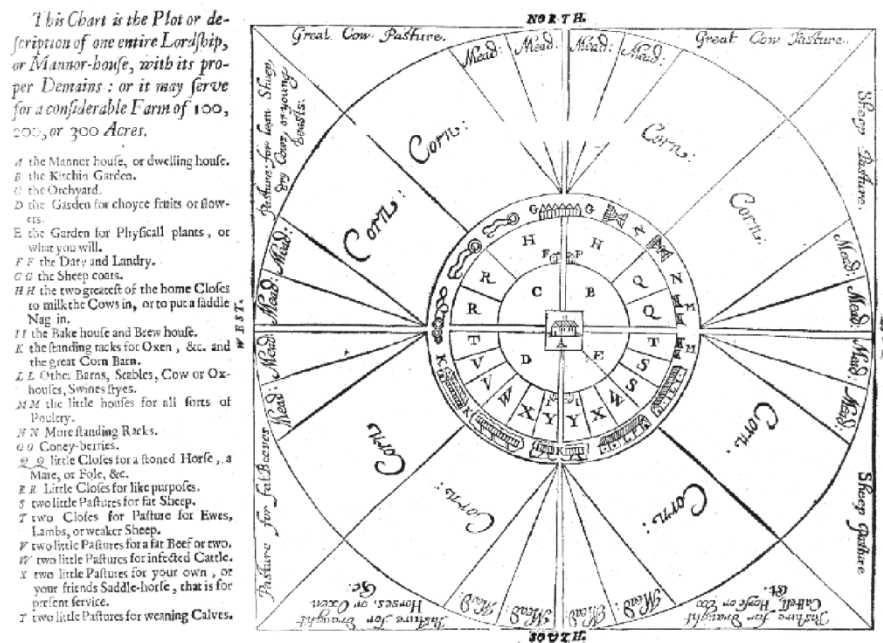 This Chart is the Plot or de-
ſcription of one entire Lordſhip,
or Mannor-houſe, with its pro-
per Demains : or it may ſerve
for a conſiderable Farm of 100,
200, or 300 Acres.
A the Mannor houſe, or dwelling houſe.
B the Kitchin Garden.
C the Orchyard.
D the Garden for choyce fruits or flow-
ers.
E the Garden for Phyſicall plants, or
what you will.
F F the Dary and Landry.
G G the Sheep coats.
H H the two greateſt of the home Cloſes
to milk the Cows in, or to put a ſaddle
Nag in.
I I the Bake houſe and Brew houſe.
K the ſtanding racks for Oxen, &c. and
the great Corn Barn.
L L Other Barns, Stables, Cow or Ox-
houſes, Swines ſtyes.
M M the little houſes for all ſorts of
Poultry.
N N More ſtanding Racks.
O O Coney-berries.
Q Q little Cloſes for a ſtoned Horſe, a
Mare, or Fole, &c.
R R Little Cloſes for like purpoſes.
S two little Paſtures for fat Sheep.
T two Cloſes for Paſture for Ewes,
Lambs, or weaker Sheep.
V two little Paſtures for a fat Beef or two.
W two little Paſtures for infected Cattle.
X two little Paſtures for your own, or
your friends Saddle-horſe, that is for
preſent ſervice.
Y two little Paſtures for weaning Calves.
NORTH.
Great Cow Paſture.
Mead:
Mead:
Mead:
Mead:
Great Cow Paſture.
Paſture for lean Sheep,
dry Cows, or young
beaſts:
Corn:
Corn:
Corn:
Corn:
Sheep Paſture.
Mead:
Mead:
Mead:
Mead:
WEST.
G G
N
H H
F F
N
R
C B
Q
R
Q
M
A
M
T
D E
T
K
V
S
V
S
W
X Y Y X
W
K
K
Mead:
Mead:
Mead:
Mead:
Corn
Corn:
Corn:
Corn:
Paſture for fat Beeves
Sheep Paſture
Mead:
Mead:
Mead:
Mead:
Paſture for Draught
Horſes, or Oxen
&c:
Paſture for draught
Cattell, Horſe or Ox
&c.
SOUTH.